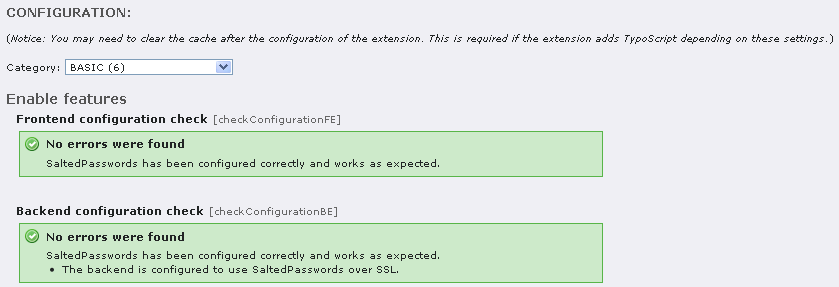 CONFIGURATION:
(Notice: You may need to clear the cache after the configuration of the extension. This is required if the extension adds TypoScript depending on these settings.)
Category: BASIC (6)
Enable features
Frontend configuration check [checkConfigurationFE]
No errors were found
SaltedPasswords has been configured correctly and works as expected.
Backend configuration check [checkConfigurationBE]
No errors were found
SaltedPasswords has been configured correctly and works as expected.
• The backend is configured to use SaltedPasswords over SSL.